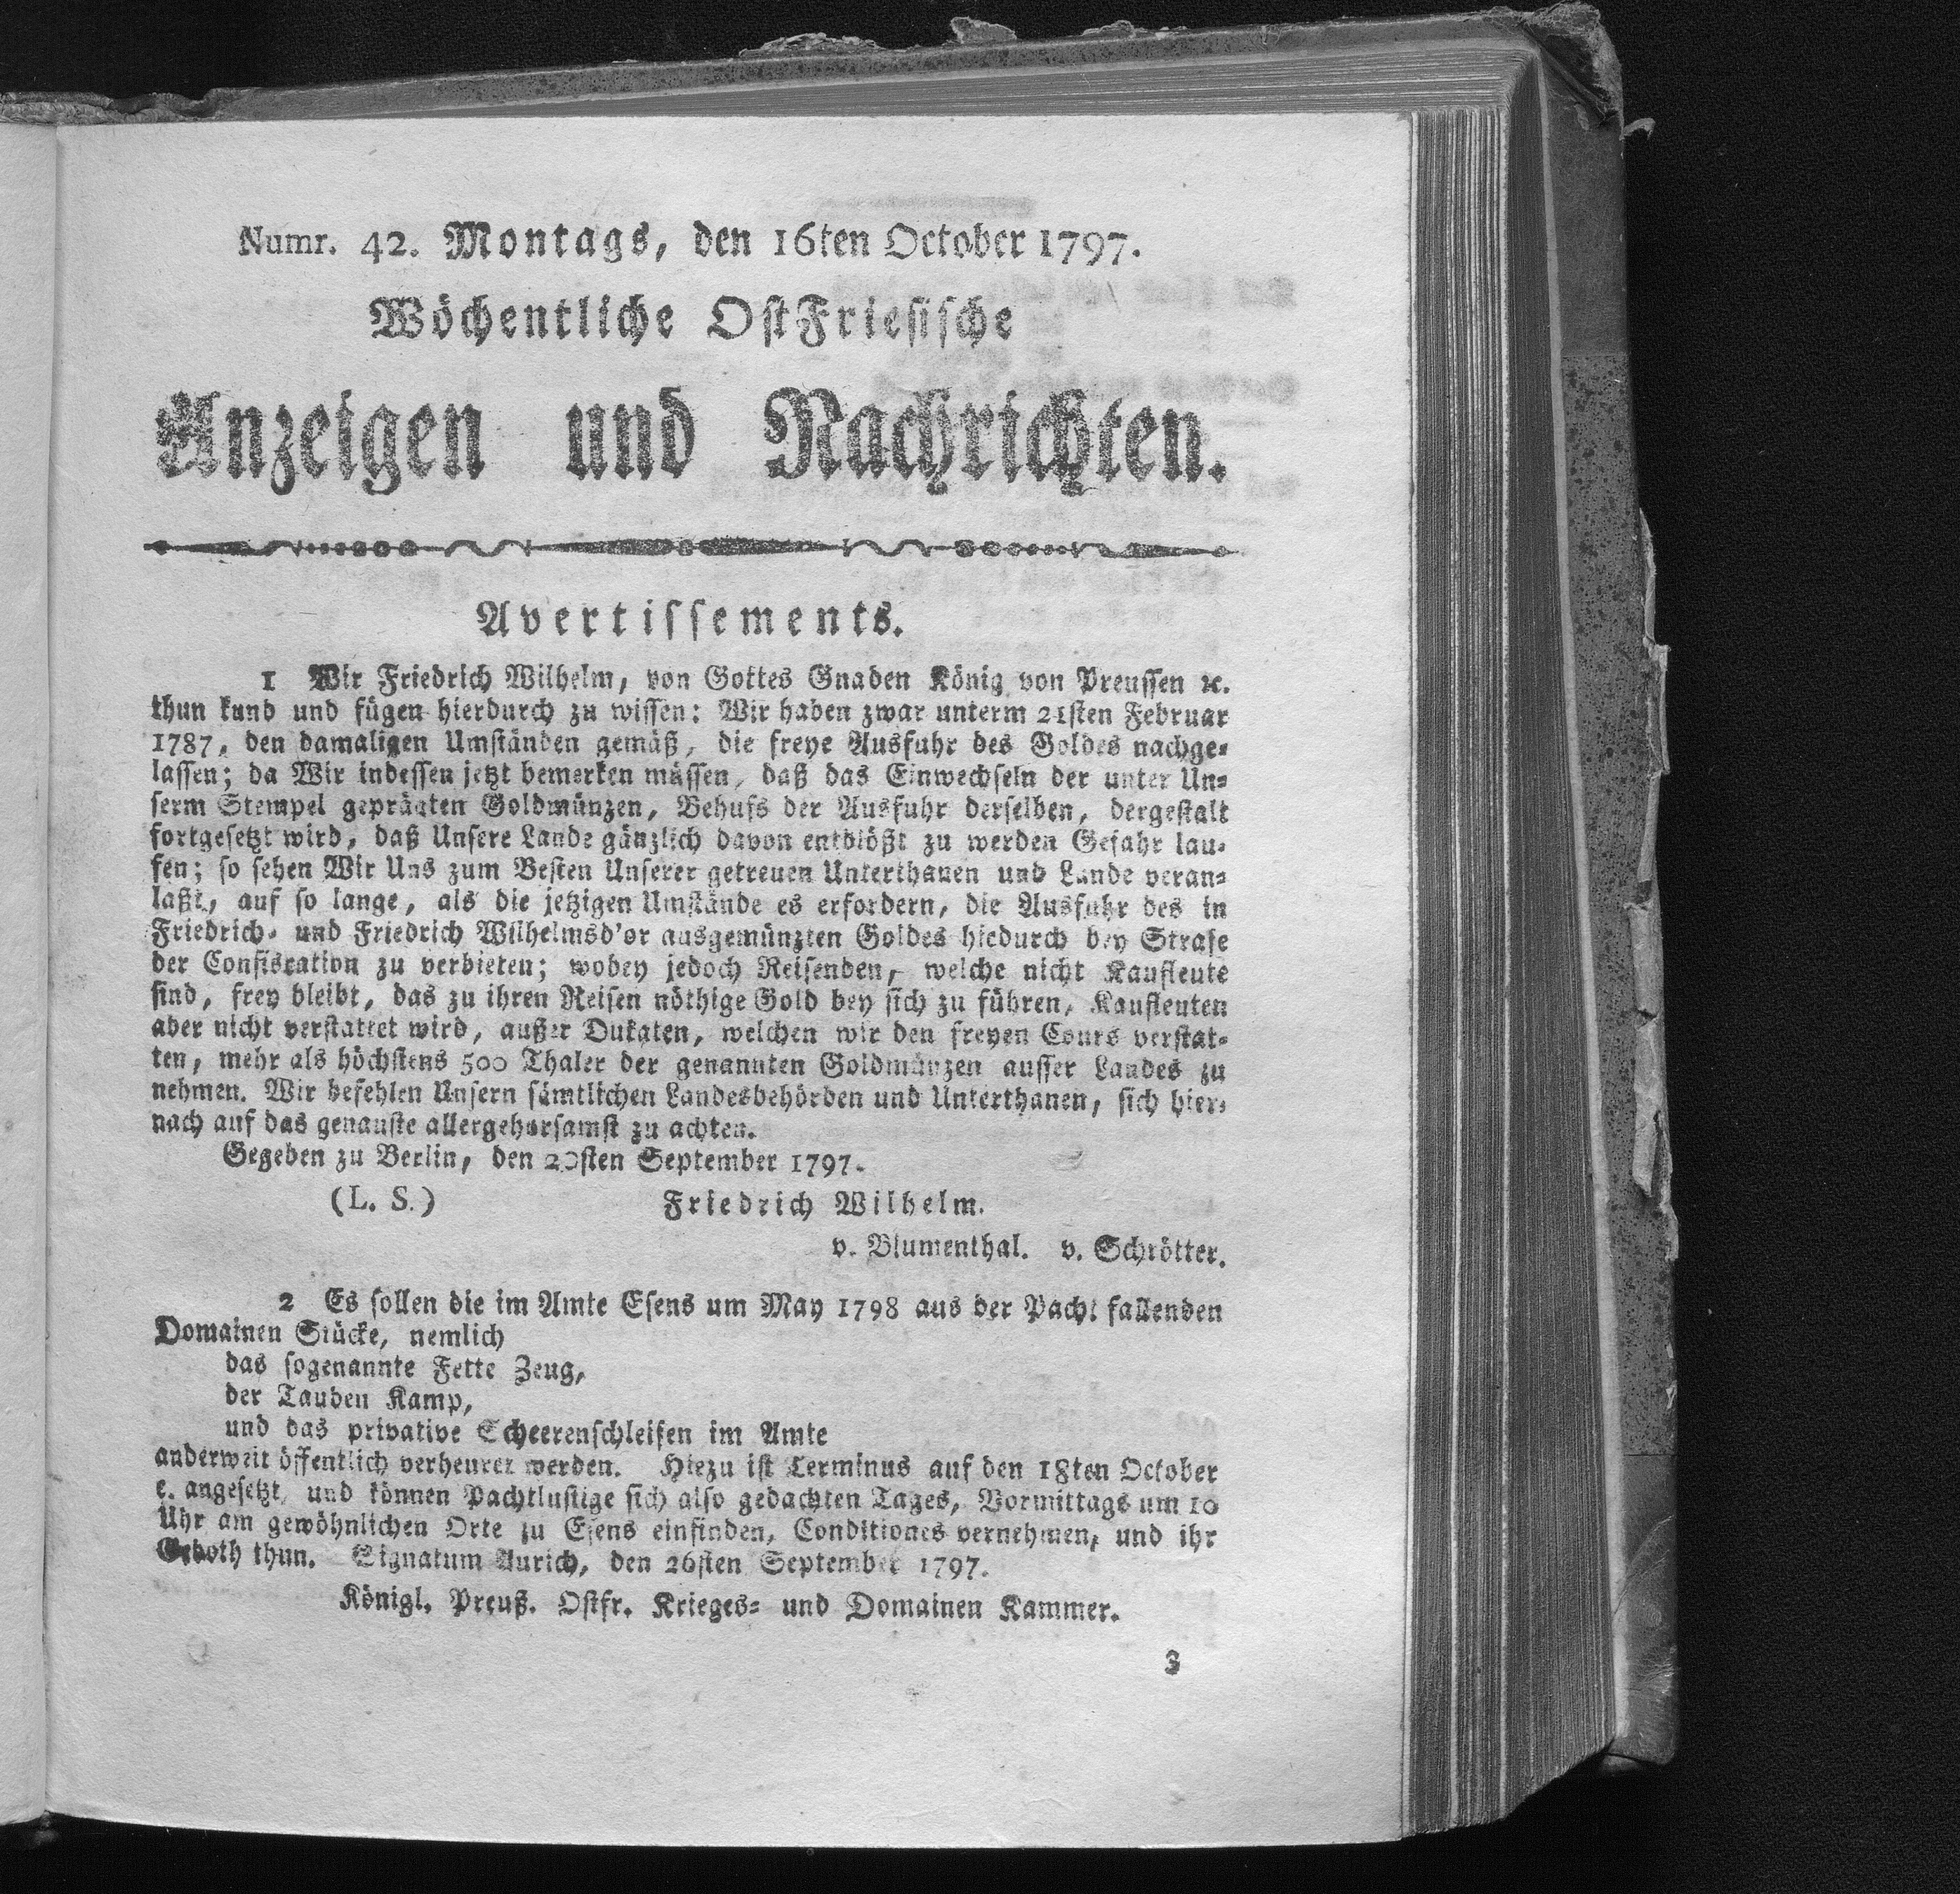 Numr. 42. Montags, den 16ten October 1797.
Wöchentliche OstFriesische
Anzeigen und Nachrichten.
Avertissements.
1 Wir Friedrich Wilhelm, von Gottes Gnaden König von Preussen ꝛc.
thun kund und fügen hierdurch zu wissen: Wir haben zwar unterm 21sten Februar
1787, den damaligen Umständen gemäß, die freye Ausfuhr des Goldes nachge-
lassen; da Wir indessen jetzt bemerken müssen, daß das Einwechseln der unter Un-
serm Stempel geprägten Goldmünzen, Behufs der Ausfuhr derselben, dergestalt
fortgesetzt wird, daß Unsere Lande gänzlich davon entblößt zu werden Gefahr lau-
fen; so sehen Wir Uns zum Besten Unserer getreuen Unterthanen und Lande veran-
laßt, auf so lange, als die jetzigen Umstände es erfordern, die Ausfuhr des in
Friedrich- und Friedrich Wilhelmsd'or ausgemünzten Goldes hiedurch bey Strafe
der Confiscation zu verbieten; wobey jedoch Reisenden, welche nicht Kaufleute
sind, frey bleibt, das zu ihren Reisen nöthige Gold bey sich zu führen, Kaufleuten
aber nicht verstattet wird, außer Dukaten, welchen wir den freyen Cours verstat-
ten, mehr als höchstens 500 Thaler der genannten Goldmünzen ausser Landes zu
nehmen. Wir befehlen Unsern sämtlichen Landesbehörden und Unterthanen, sich hier-
nach auf das genauste allergehorsamst zu achten.
Gegeben zu Berlin, den 20sten September 1797.
(L. S.) Friedrich Wilhelm.
v. Blumenthal. v. Schrötter.
2 Es sollen die im Amte Esens um May 1798 aus der Pacht fallenden
Domainen Stücke, nemlich
das sogenannte Fette Zeug,
der Tauben Kamp,
und das privative Scheerenschleifen im Amte
anderweit öffentlich verheuret werden. Hiezu ist Terminus auf den 18ten October
c. angesetzt, und können Pachtlustige sich also gedachten Tages, Vormittags um 10
Uhr am gewöhnlichen Orte zu Esens einfinden, Conditiones vernehmen, und ihr
Geboth thun. Signatum Aurich, den 26sten September 1797.
Königl. Preuß. Ostfr. Krieges- und Domainen Kammer.
3